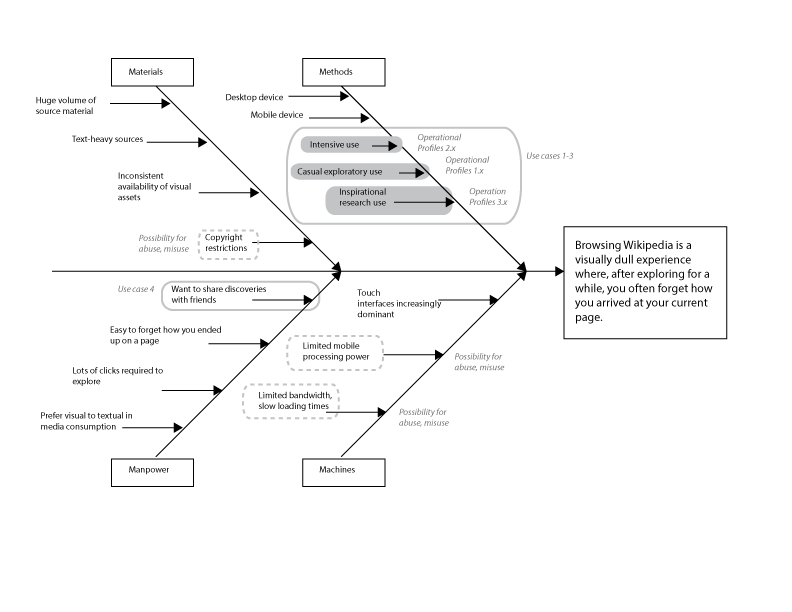 Materials
Methods
Huge volume of
source material
Desktop device
Mobile device
Text-heavy sources
Intensive use
Operational
Profiles 2.x
Use cases 1-3
Casual exploratory use
Operational
Profiles 1.x
Inconsistent
availability of visual
assets
Inspirational
research use
Operation
Profiles 3.x
Possibility for
abuse, misuse
Copyright
restrictions
Browsing Wikipedia is a
visually dull experience
where, after exploring for a
while, you often forget how
you arrived at your current
page.
Use case 4
Want to share discoveries
with friends
Touch
interfaces increasingly
dominant
Easy to forget how you ended
up on a page
Limited mobile
processing power
Possibility for
abuse, misuse
Lots of clicks required to
explore
Limited bandwidth,
slow loading times
Possibility for
abuse, misuse
Prefer visual to textual in
media consumption
Manpower
Machines